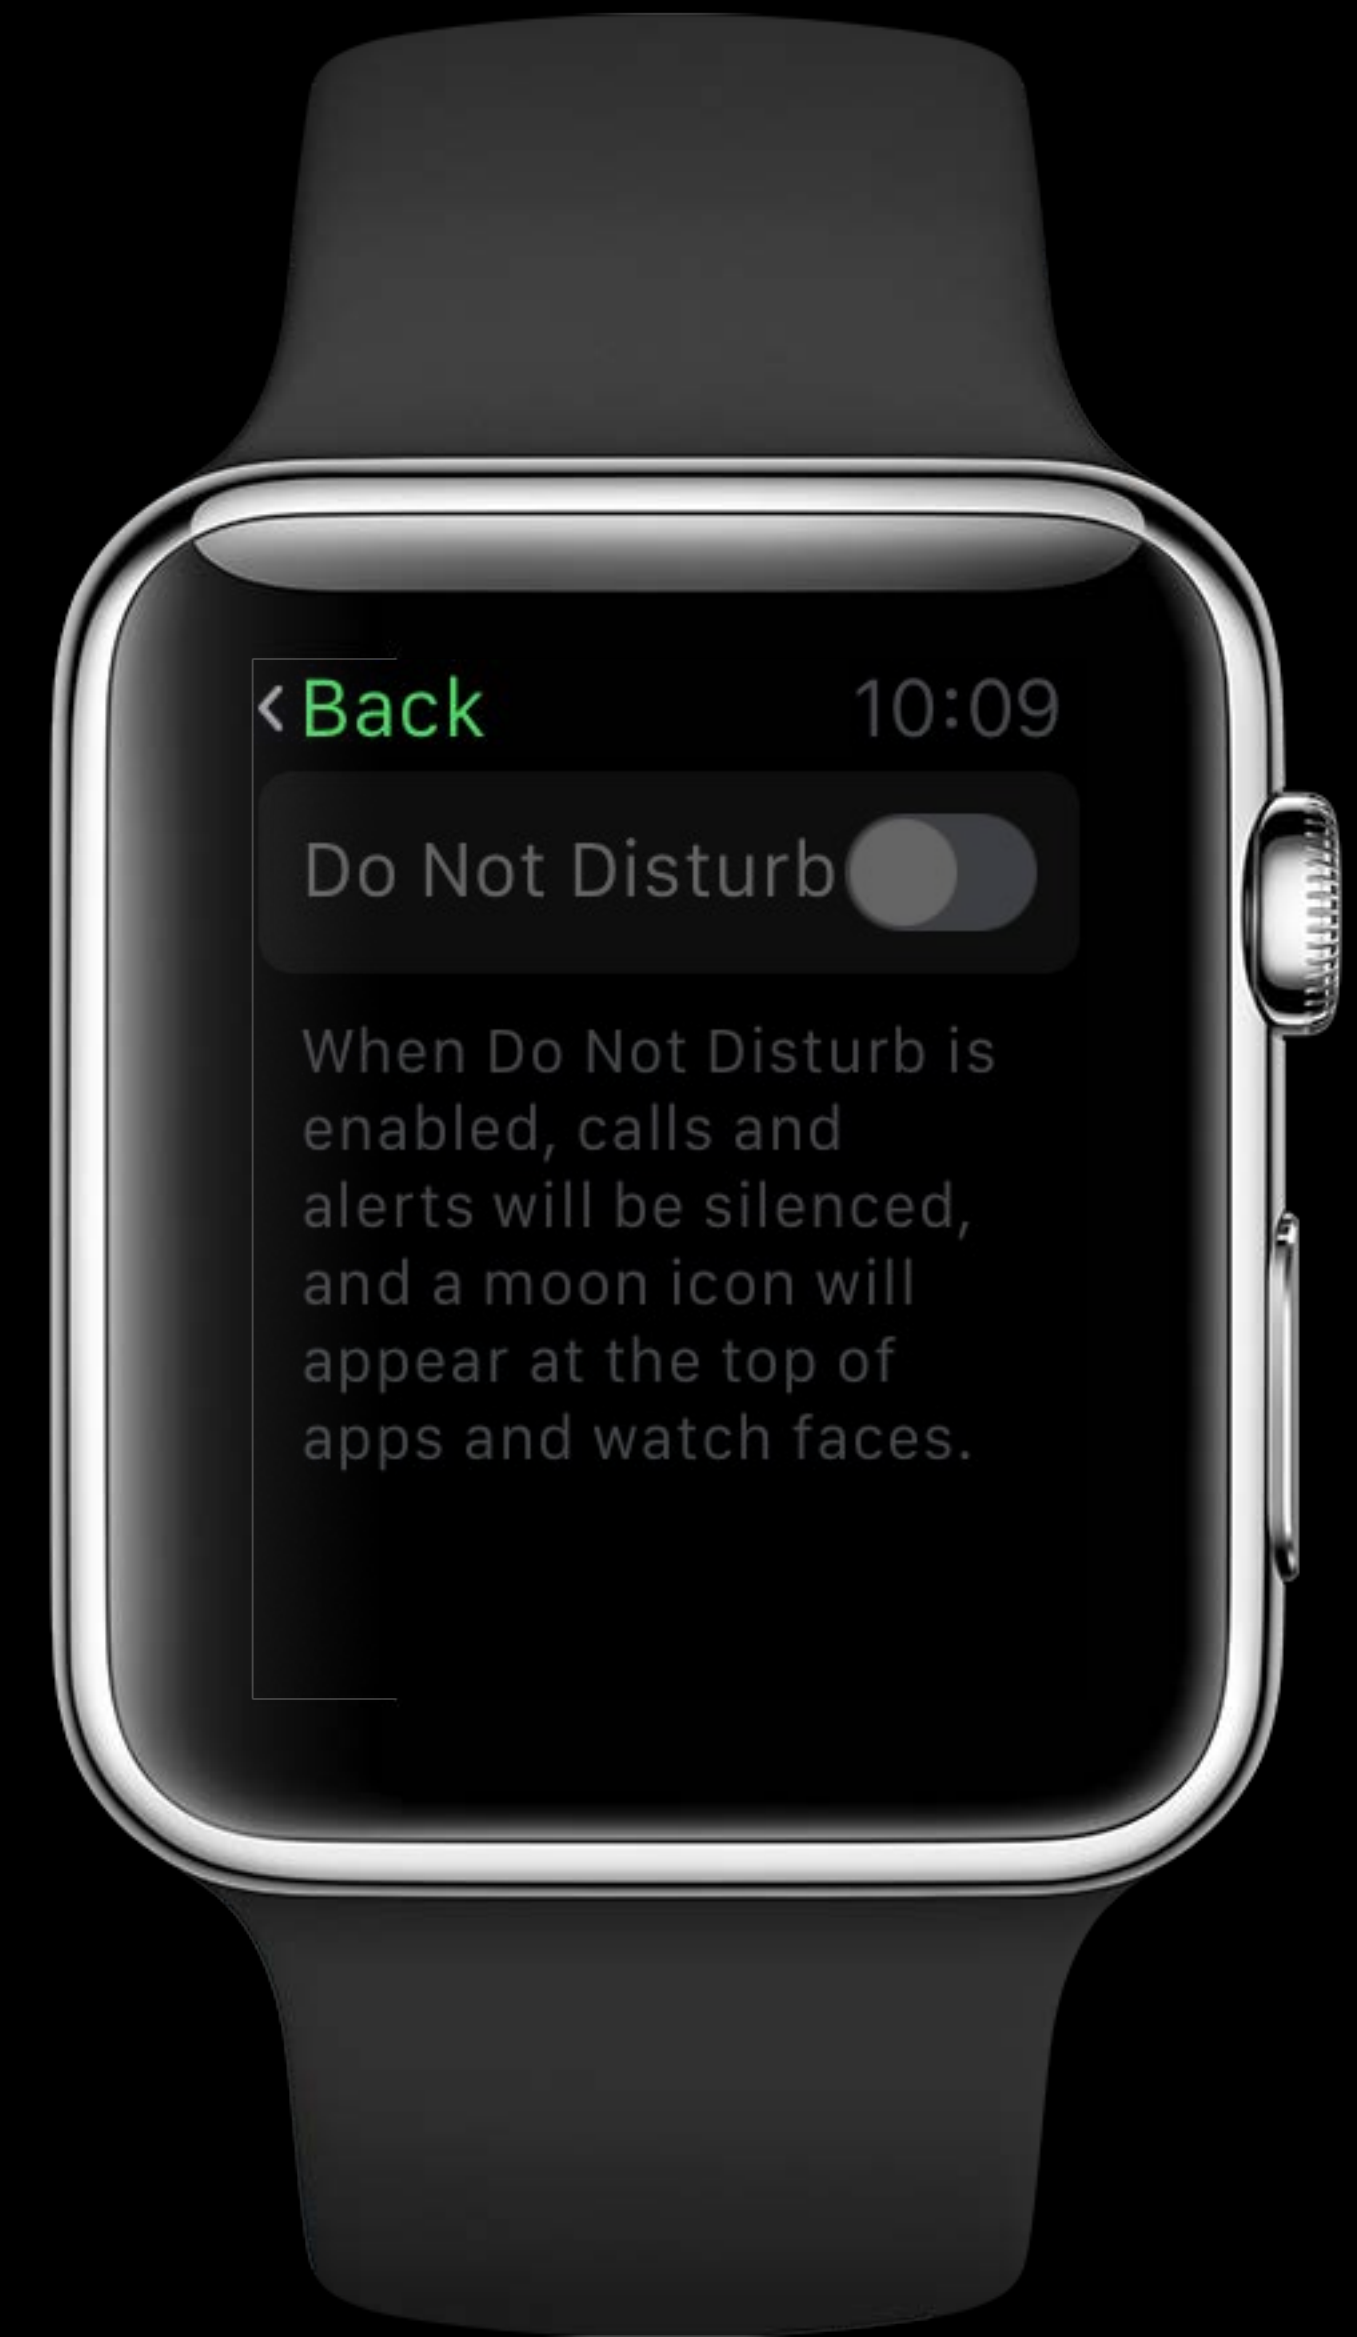 Back 10:09
Do Not Disturb
When Do Not Disturb is
enabled, calls and
alerts will be silenced,
and a moon icon will
appear at the top of
apps and watch faces.